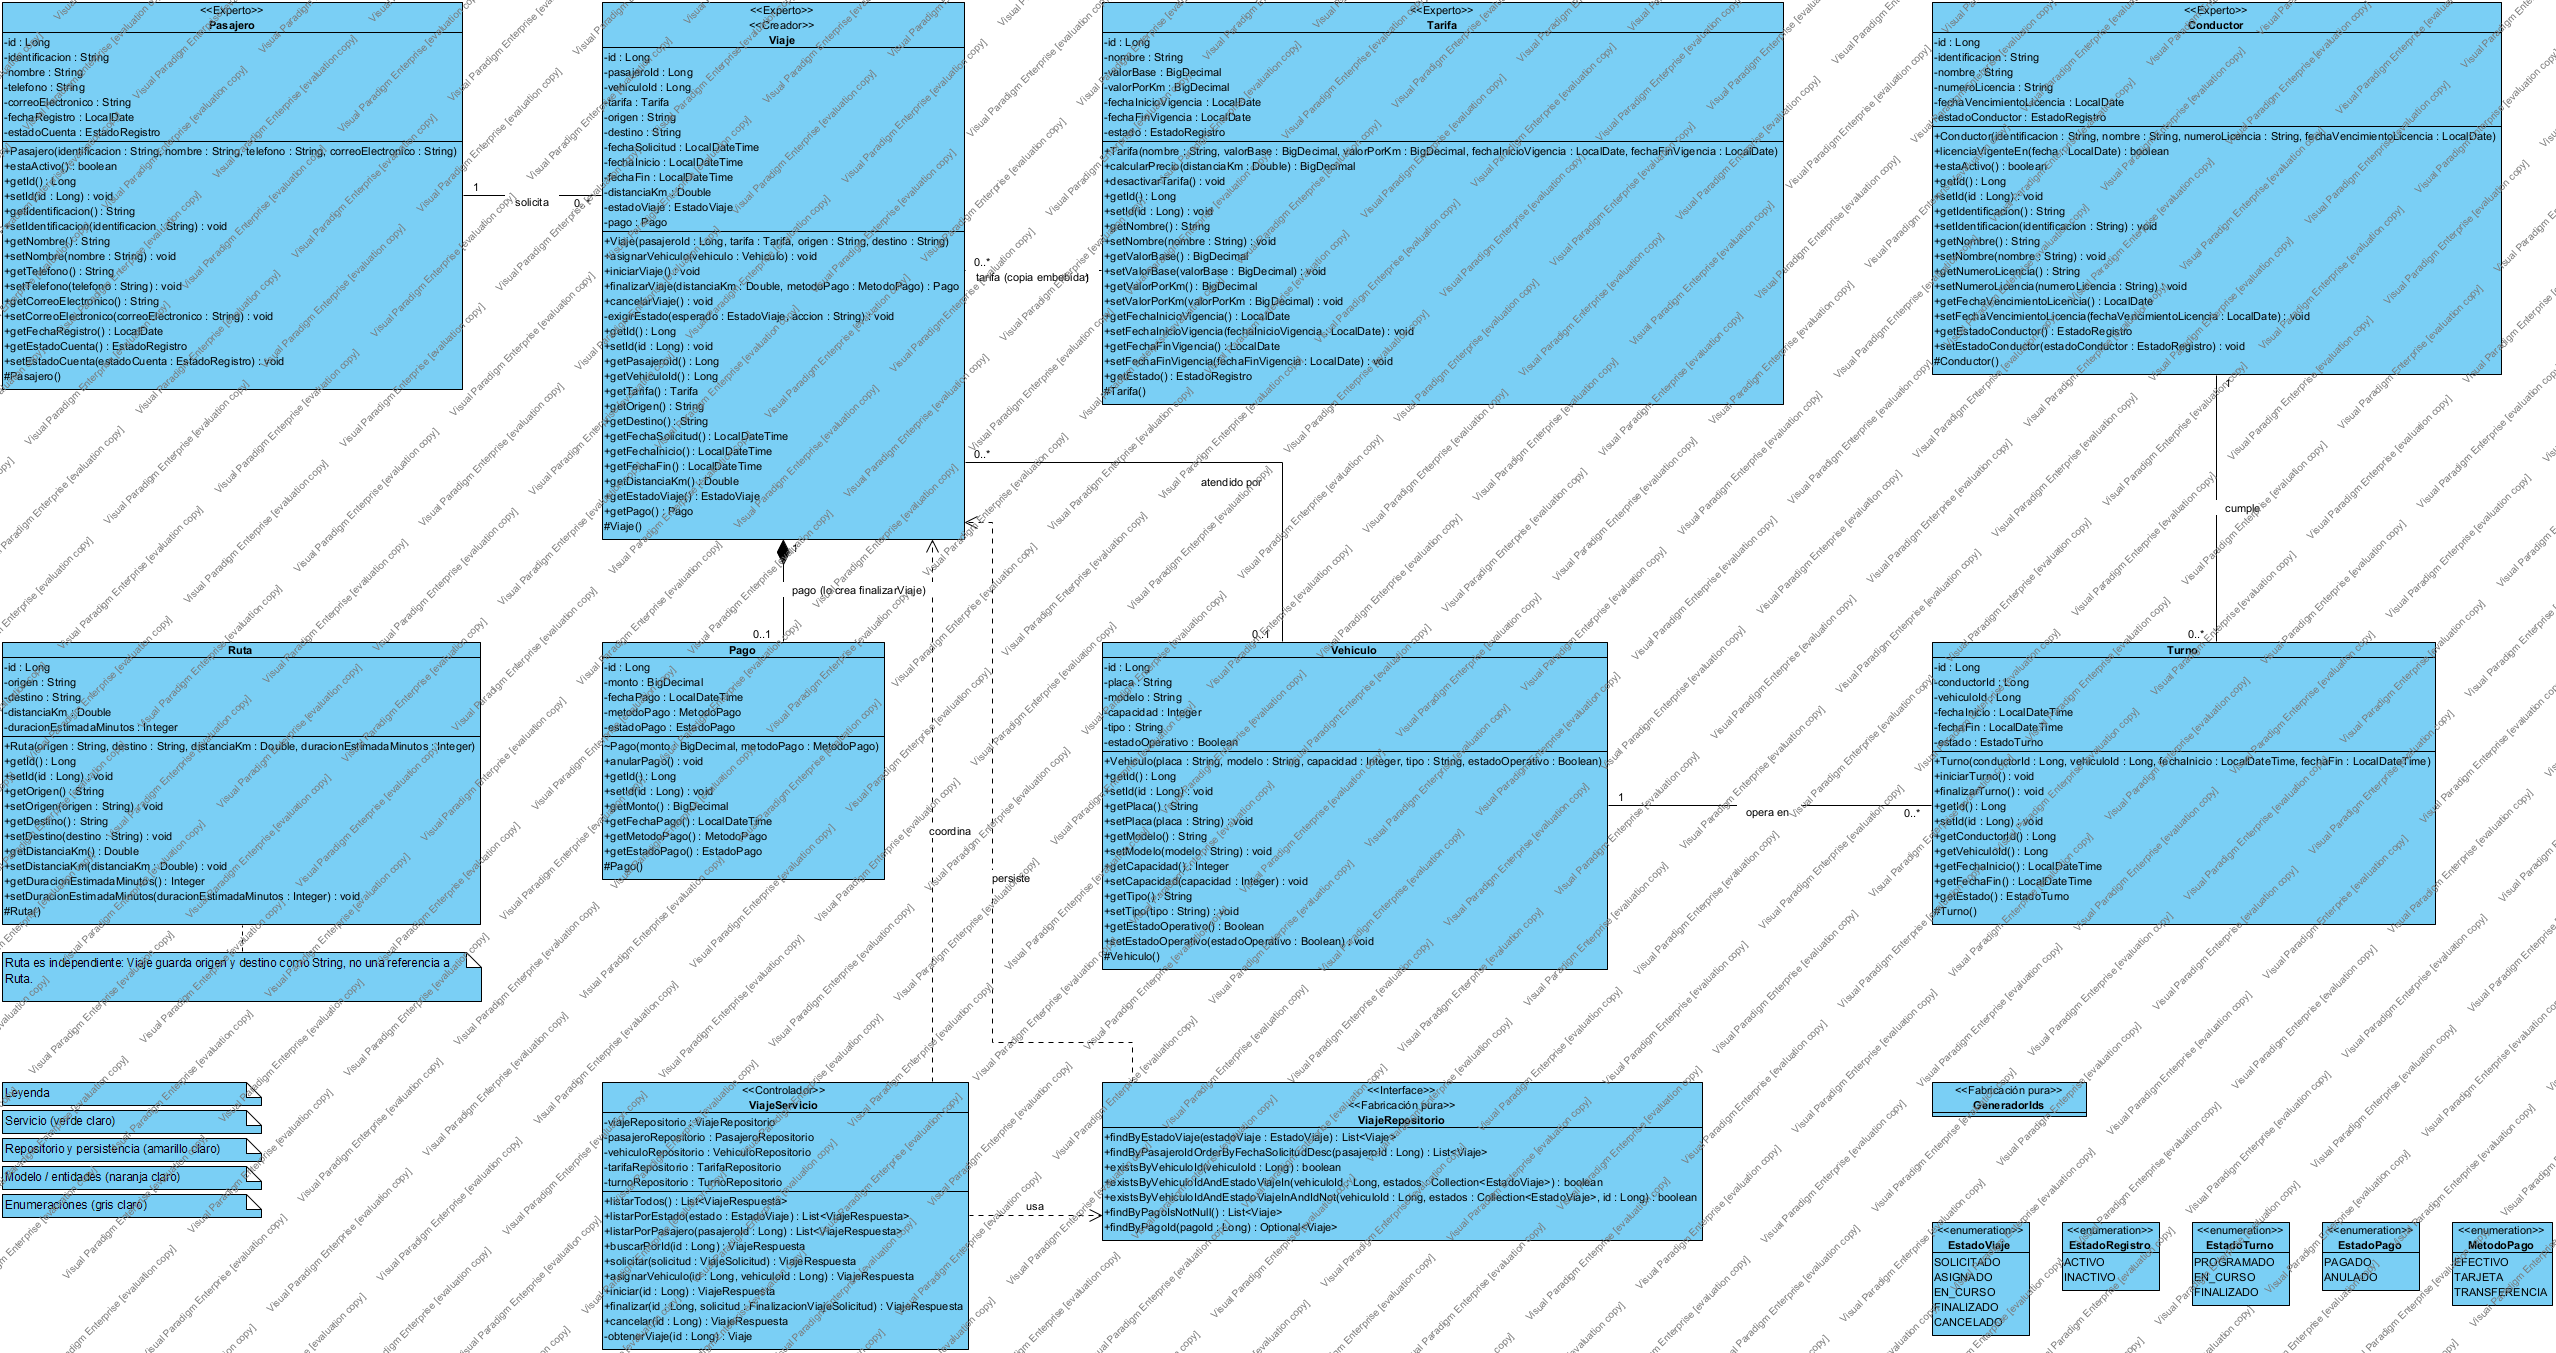 <<Experto>>
Pasajero
-id : Long
-identificacion : String
-nombre : String
-telefono : String
-correoElectronico : String
-fechaRegistro : LocalDate
-estadoCuenta : EstadoRegistro
+Pasajero(identificacion : String, nombre : String, telefono : String, correoElectronico : String)
+estaActivo() : boolean
+getId() : Long
+setId(id : Long) : void
+getIdentificacion() : String
+setIdentificacion(identificacion : String) : void
+getNombre() : String
+setNombre(nombre : String) : void
+getTelefono() : String
+setTelefono(telefono : String) : void
+getCorreoElectronico() : String
+setCorreoElectronico(correoElectronico : String) : void
+getFechaRegistro() : LocalDate
+getEstadoCuenta() : EstadoRegistro
+setEstadoCuenta(estadoCuenta : EstadoRegistro) : void
#Pasajero()
1
solicita
0..*
<<Experto>>
<<Creador>>
Viaje
-id : Long
-pasajeroId : Long
-vehiculoId : Long
-tarifa : Tarifa
-origen : String
-destino : String
-fechaSolicitud : LocalDateTime
-fechaInicio : LocalDateTime
-fechaFin : LocalDateTime
-distanciaKm : Double
-estadoViaje : EstadoViaje
-pago : Pago
+Viaje(pasajeroId : Long, tarifa : Tarifa, origen : String, destino : String)
+asignarVehiculo(vehiculo : Vehiculo) : void
+iniciarViaje() : void
+finalizarViaje(distanciaKm : Double, metodoPago : MetodoPago) : Pago
+cancelarViaje() : void
-exigirEstado(esperado : EstadoViaje, accion : String) : void
+getId() : Long
+setId(id : Long) : void
+getPasajeroId() : Long
+getVehiculoId() : Long
+getTarifa() : Tarifa
+getOrigen() : String
+getDestino() : String
+getFechaSolicitud() : LocalDateTime
+getFechaInicio() : LocalDateTime
+getFechaFin() : LocalDateTime
+getDistanciaKm() : Double
+getEstadoViaje() : EstadoViaje
+getPago() : Pago
#Viaje()
0..*
tarifa (copia embebida)
<<Experto>>
Tarifa
-id : Long
-nombre : String
-valorBase : BigDecimal
-valorPorKm : BigDecimal
-fechaInicioVigencia : LocalDate
-fechaFinVigencia : LocalDate
-estado : EstadoRegistro
+Tarifa(nombre : String, valorBase : BigDecimal, valorPorKm : BigDecimal, fechaInicioVigencia : LocalDate, fechaFinVigencia : LocalDate)
+calcularPrecio(distanciaKm : Double) : BigDecimal
+desactivarTarifa() : void
+getId() : Long
+setId(id : Long) : void
+getNombre() : String
+setNombre(nombre : String) : void
+getValorBase() : BigDecimal
+setValorBase(valorBase : BigDecimal) : void
+getValorPorKm() : BigDecimal
+setValorPorKm(valorPorKm : BigDecimal) : void
+getFechaInicioVigencia() : LocalDate
+setFechaInicioVigencia(fechaInicioVigencia : LocalDate) : void
+getFechaFinVigencia() : LocalDate
+setFechaFinVigencia(fechaFinVigencia : LocalDate) : void
+getEstado() : EstadoRegistro
#Tarifa()
<<Experto>>
Conductor
-id : Long
-identificacion : String
-nombre : String
-numeroLicencia : String
-fechaVencimientoLicencia : LocalDate
-estadoConductor : EstadoRegistro
+Conductor(identificacion : String, nombre : String, numeroLicencia : String, fechaVencimientoLicencia : LocalDate)
+licenciaVigenteEn(fecha : LocalDate) : boolean
+estaActivo() : boolean
+getId() : Long
+setId(id : Long) : void
+getIdentificacion() : String
+setIdentificacion(identificacion : String) : void
+getNombre() : String
+setNombre(nombre : String) : void
+getNumeroLicencia() : String
+setNumeroLicencia(numeroLicencia : String) : void
+getFechaVencimientoLicencia() : LocalDate
+setFechaVencimientoLicencia(fechaVencimientoLicencia : LocalDate) : void
+getEstadoConductor() : EstadoRegistro
+setEstadoConductor(estadoConductor : EstadoRegistro) : void
#Conductor()
1
cumple
0..*
0..*
atendido por
0..1
pago (lo crea finalizarViaje)
0..1
Ruta
-id : Long
-origen : String
-destino : String
-distanciaKm : Double
-duracionEstimadaMinutos : Integer
+Ruta(origen : String, destino : String, distanciaKm : Double, duracionEstimadaMinutos : Integer)
+getId() : Long
+setId(id : Long) : void
+getOrigen() : String
+setOrigen(origen : String) : void
+getDestino() : String
+setDestino(destino : String) : void
+getDistanciaKm() : Double
+setDistanciaKm(distanciaKm : Double) : void
+getDuracionEstimadaMinutos() : Integer
+setDuracionEstimadaMinutos(duracionEstimadaMinutos : Integer) : void
#Ruta()
Ruta es independiente: Viaje guarda origen y destino como String, no una referencia a
Ruta.
Pago
-id : Long
-monto : BigDecimal
-fechaPago : LocalDateTime
-metodoPago : MetodoPago
-estadoPago : EstadoPago
~Pago(monto : BigDecimal, metodoPago : MetodoPago)
+anularPago() : void
+getId() : Long
+setId(id : Long) : void
+getMonto() : BigDecimal
+getFechaPago() : LocalDateTime
+getMetodoPago() : MetodoPago
+getEstadoPago() : EstadoPago
#Pago()
coordina
persiste
Vehiculo
-id : Long
-placa : String
-modelo : String
-capacidad : Integer
-tipo : String
-estadoOperativo : Boolean
+Vehiculo(placa : String, modelo : String, capacidad : Integer, tipo : String, estadoOperativo : Boolean)
+getId() : Long
+setId(id : Long) : void
+getPlaca() : String
+setPlaca(placa : String) : void
+getModelo() : String
+setModelo(modelo : String) : void
+getCapacidad() : Integer
+setCapacidad(capacidad : Integer) : void
+getTipo() : String
+setTipo(tipo : String) : void
+getEstadoOperativo() : Boolean
+setEstadoOperativo(estadoOperativo : Boolean) : void
#Vehiculo()
1
opera en
0..*
Turno
-id : Long
-conductorId : Long
-vehiculoId : Long
-fechaInicio : LocalDateTime
-fechaFin : LocalDateTime
-estado : EstadoTurno
+Turno(conductorId : Long, vehiculoId : Long, fechaInicio : LocalDateTime, fechaFin : LocalDateTime)
+iniciarTurno() : void
+finalizarTurno() : void
+getId() : Long
+setId(id : Long) : void
+getConductorId() : Long
+getVehiculoId() : Long
+getFechaInicio() : LocalDateTime
+getFechaFin() : LocalDateTime
+getEstado() : EstadoTurno
#Turno()
Leyenda
Servicio (verde claro)
Repositorio y persistencia (amarillo claro)
Modelo / entidades (naranja claro)
Enumeraciones (gris claro)
<<Controlador>>
ViajeServicio
-viajeRepositorio : ViajeRepositorio
-pasajeroRepositorio : PasajeroRepositorio
-vehiculoRepositorio : VehiculoRepositorio
-tarifaRepositorio : TarifaRepositorio
-turnoRepositorio : TurnoRepositorio
+listarTodos() : List<ViajeRespuesta>
+listarPorEstado(estado : EstadoViaje) : List<ViajeRespuesta>
+listarPorPasajero(pasajeroId : Long) : List<ViajeRespuesta>
+buscarPorId(id : Long) : ViajeRespuesta
+solicitar(solicitud : ViajeSolicitud) : ViajeRespuesta
+asignarVehiculo(id : Long, vehiculoId : Long) : ViajeRespuesta
+iniciar(id : Long) : ViajeRespuesta
+finalizar(id : Long, solicitud : FinalizacionViajeSolicitud) : ViajeRespuesta
+cancelar(id : Long) : ViajeRespuesta
-obtenerViaje(id : Long) : Viaje
usa
<<Interface>>
<<Fabricación pura>>
ViajeRepositorio
+findByEstadoViaje(estadoViaje : EstadoViaje) : List<Viaje>
+findByPasajeroIdOrderByFechaSolicitudDesc(pasajeroId : Long) : List<Viaje>
+existsByVehiculoId(vehiculoId : Long) : boolean
+existsByVehiculoIdAndEstadoViajeIn(vehiculoId : Long, estados : Collection<EstadoViaje>) : boolean
+existsByVehiculoIdAndEstadoViajeInAndIdNot(vehiculoId : Long, estados : Collection<EstadoViaje>, id : Long) : boolean
+findByPagoIsNotNull() : List<Viaje>
+findByPagoId(pagoId : Long) : Optional<Viaje>
<<Fabricación pura>>
GeneradorIds
<<enumeration>>
EstadoViaje
SOLICITADO
ASIGNADO
EN_CURSO
FINALIZADO
CANCELADO
<<enumeration>>
EstadoRegistro
ACTIVO
INACTIVO
<<enumeration>>
EstadoTurno
PROGRAMADO
EN_CURSO
FINALIZADO
<<enumeration>>
EstadoPago
PAGADO
ANULADO
<<enumeration>>
MetodoPago
EFECTIVO
TARJETA
TRANSFERENCIA
Visual Paradigm Enterprise [evaluation copy]